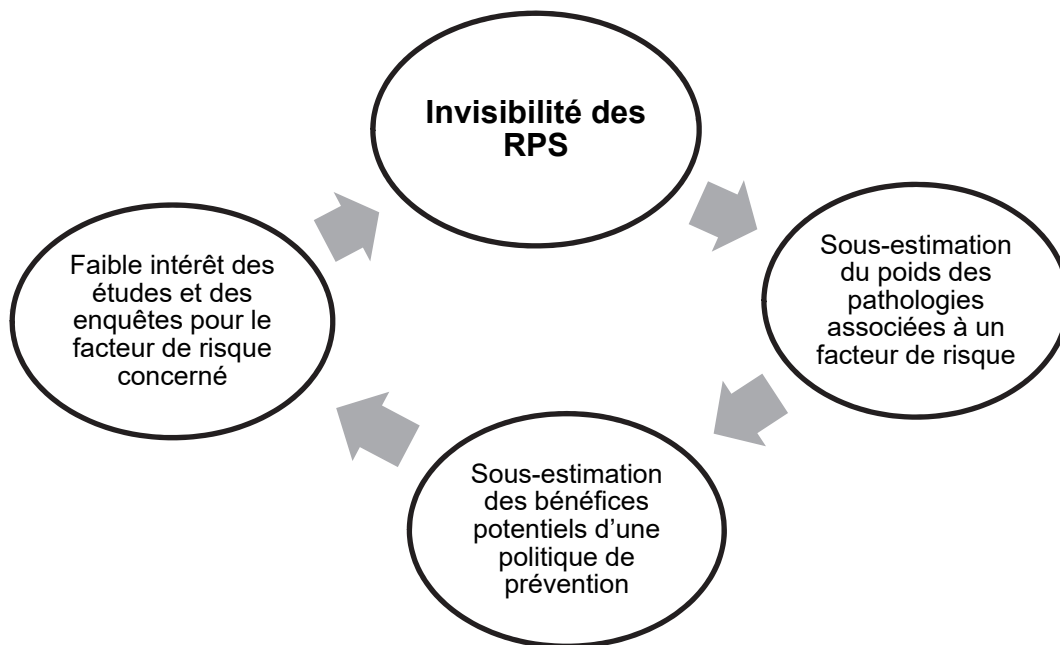 Invisibilité des
RPS
Sous-estimation
du poids des
pathologies
associées à un
facteur de risque
Sous-estimation
des bénéfices
potentiels d’une
politique de
prévention
Faible intérêt des
études et des
enquêtes pour le
facteur de risque
concerné